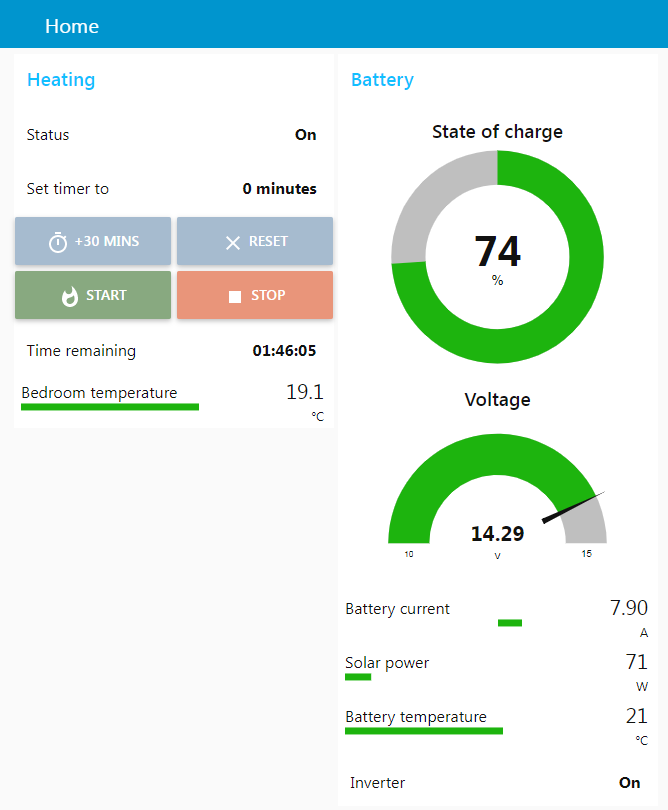 Home
Heating
Status On
Set timer to 0 minutes
+30 MINS RESET
START STOP
Time remaining 01:46:05
Bedroom temperature 19.1
°C
Battery
State of charge
74
%
Voltage
14.29
10 V 15
Battery current 7.90
A
Solar power 71
W
Battery temperature 21
°C
Inverter On